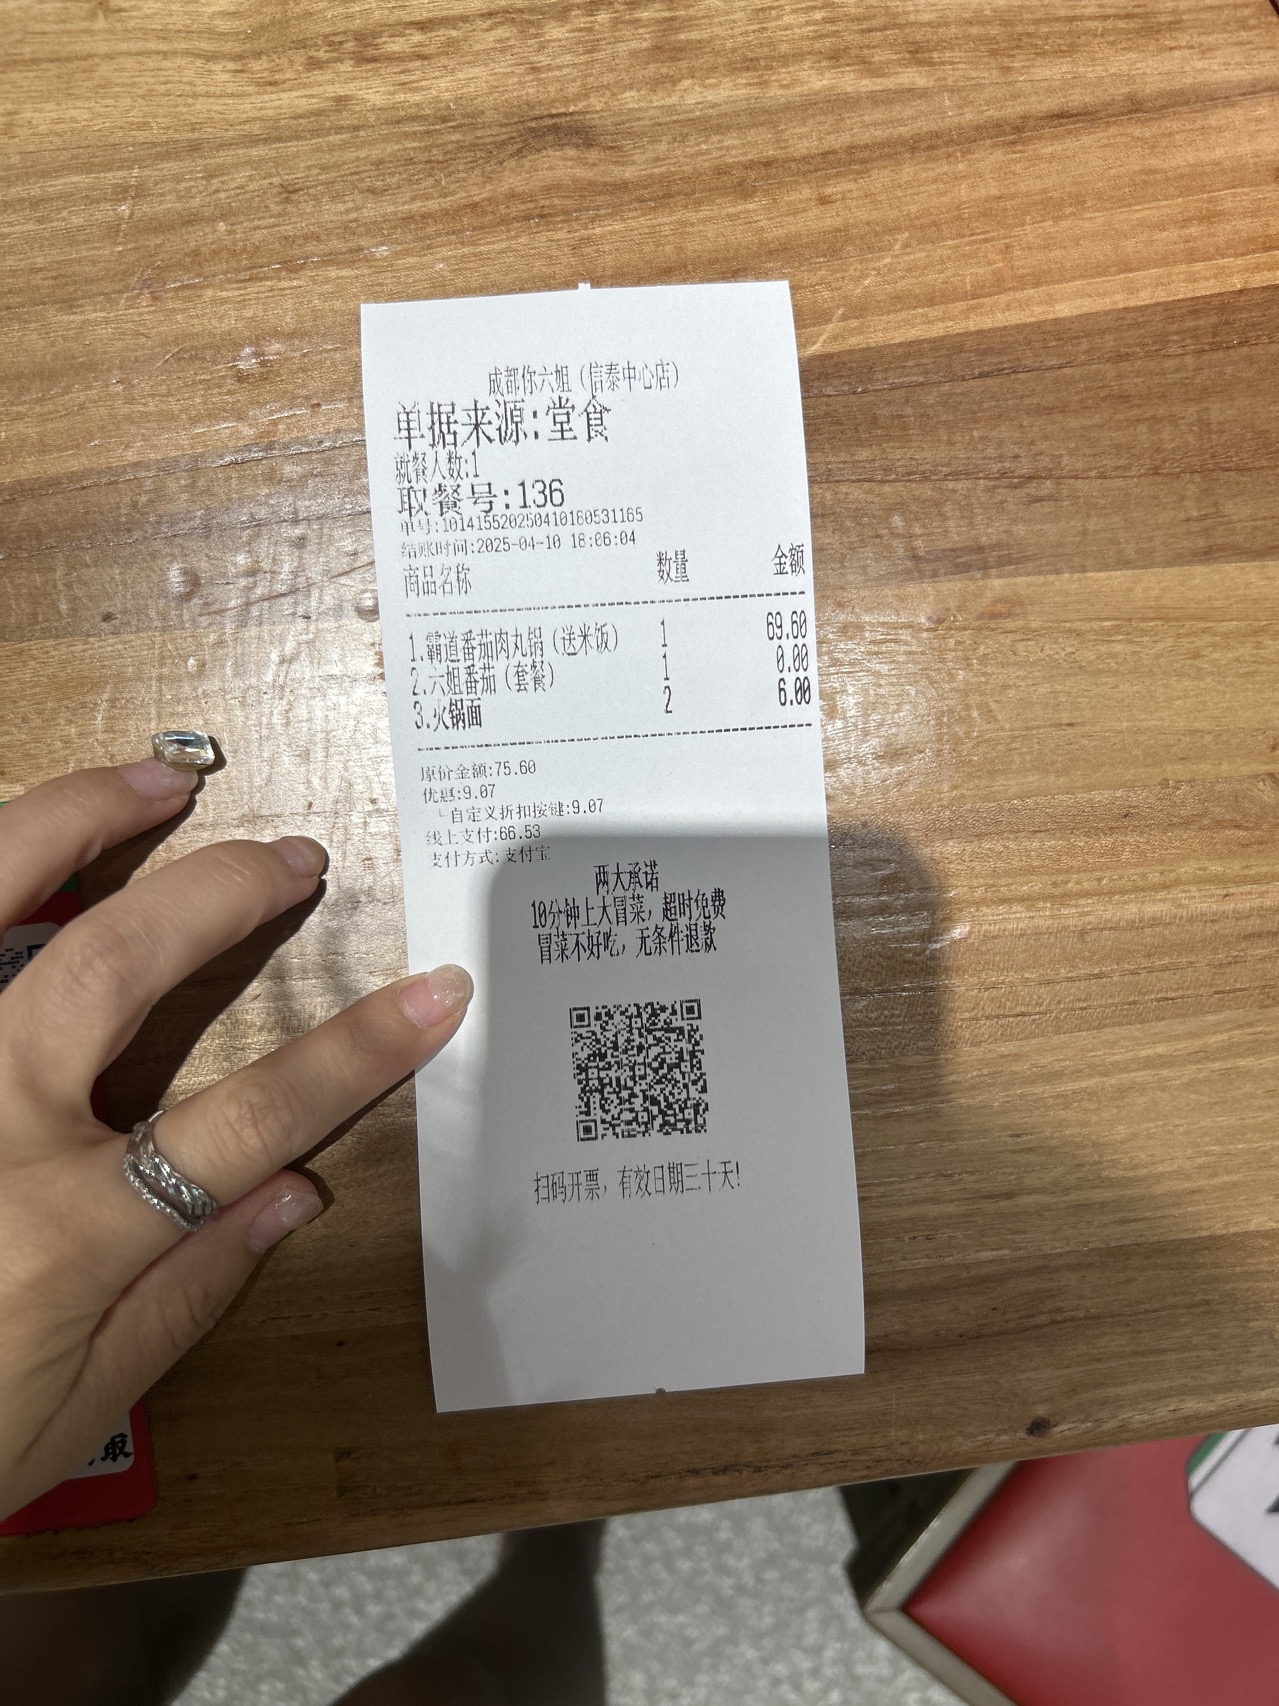 成都你六姐（信泰中心店）
单据来源:堂食
就餐人数:1
取餐号:136
单号:10141552025041018053​1165
结账时间:2025-04-10 18:06:04
商品名称 数量 金额
1.霸道番茄肉丸锅（送米饭） 1 69.60
2.六姐番茄（套餐） 1 0.00
3.火锅面 2 6.00
原价金额:75.60
优惠:9.07
└自定义折扣按键:9.07
线上支付:66.53
支付方式:支付宝
两大承诺
10分钟上大冒菜，超时免费
冒菜不好吃，无条件退款
扫码开票，有效日期三十天!
取